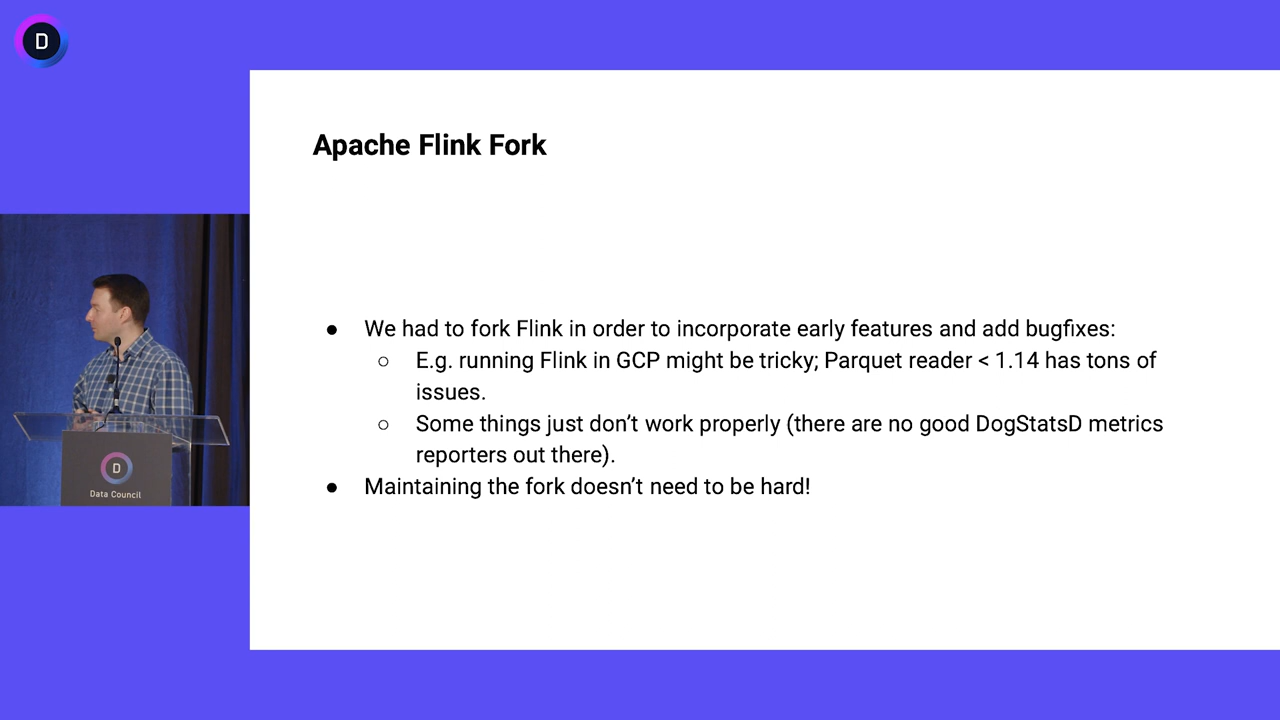 D
Apache Flink Fork
● We had to fork Flink in order to incorporate early features and add bugfixes:
○ E.g. running Flink in GCP might be tricky; Parquet reader < 1.14 has tons of
issues.
○ Some things just don’t work properly (there are no good DogStatsD metrics
reporters out there).
● Maintaining the fork doesn’t need to be hard!
D
Data Council